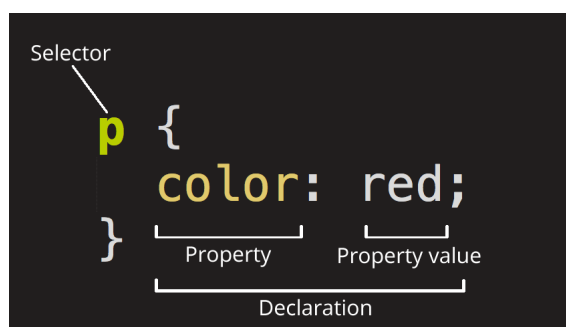 Selector
p {
color: red;
}
Property
Property value
Declaration